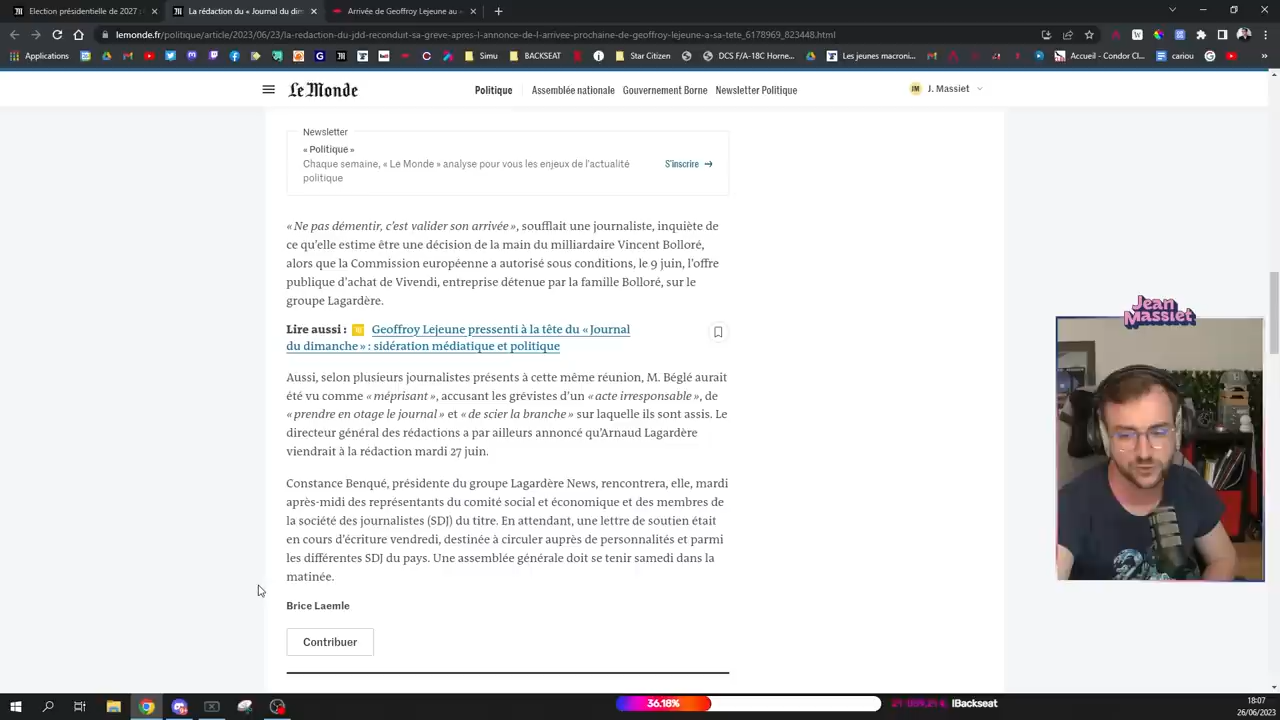 Election présidentielle de 2027 :
La rédaction du « Journal du dim
Arrivée de Geoffroy Lejeune au «
lemonde.fr/politique/article/2023/06/23/la-redaction-du-jdd-reconduit-sa-greve-apres-l-annonce-de-l-arrivee-prochaine-de-geoffroy-lejeune-a-sa-tete_6178969_823448.html
Applications
Simu
BACKSEAT
Star Citizen
DCS F/A-18C Horne...
Les jeunes macroni...
Accueil - Condor Cl...
cariou
Le Monde
Politique
Assemblée nationale
Gouvernement Borne
Newsletter Politique
JM
J. Massiet
Newsletter
« Politique »
Chaque semaine, « Le Monde » analyse pour vous les enjeux de l'actualité
politique
S'inscrire →
« Ne pas démentir, c'est valider son arrivée », soufflait une journaliste, inquiète de
ce qu'elle estime être une décision de la main du milliardaire Vincent Bolloré,
alors que la Commission européenne a autorisé sous conditions, le 9 juin, l'offre
publique d'achat de Vivendi, entreprise détenue par la famille Bolloré, sur le
groupe Lagardère.
Lire aussi : Geoffroy Lejeune pressenti à la tête du « Journal
du dimanche » : sidération médiatique et politique
Aussi, selon plusieurs journalistes présents à cette même réunion, M. Béglé aurait
été vu comme « méprisant », accusant les grévistes d'un « acte irresponsable », de
« prendre en otage le journal » et « de scier la branche » sur laquelle ils sont assis. Le
directeur général des rédactions a par ailleurs annoncé qu'Arnaud Lagardère
viendrait à la rédaction mardi 27 juin.
Constance Benqué, présidente du groupe Lagardère News, rencontrera, elle, mardi
après-midi des représentants du comité social et économique et des membres de
la société des journalistes (SDJ) du titre. En attendant, une lettre de soutien était
en cours d'écriture vendredi, destinée à circuler auprès de personnalités et parmi
les différentes SDJ du pays. Une assemblée générale doit se tenir samedi dans la
matinée.
Brice Laemle
Contribuer
Jean
Massiet
36.18%
!Backseat
18:07
26/06/2023